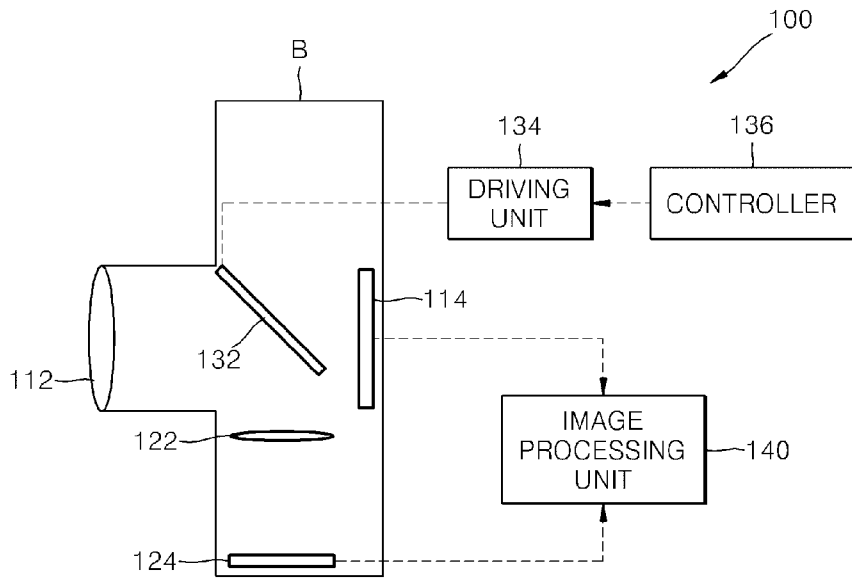 100
B
134
136
DRIVING
UNIT
CONTROLLER
114
132
112
122
IMAGE
PROCESSING
UNIT
140
124